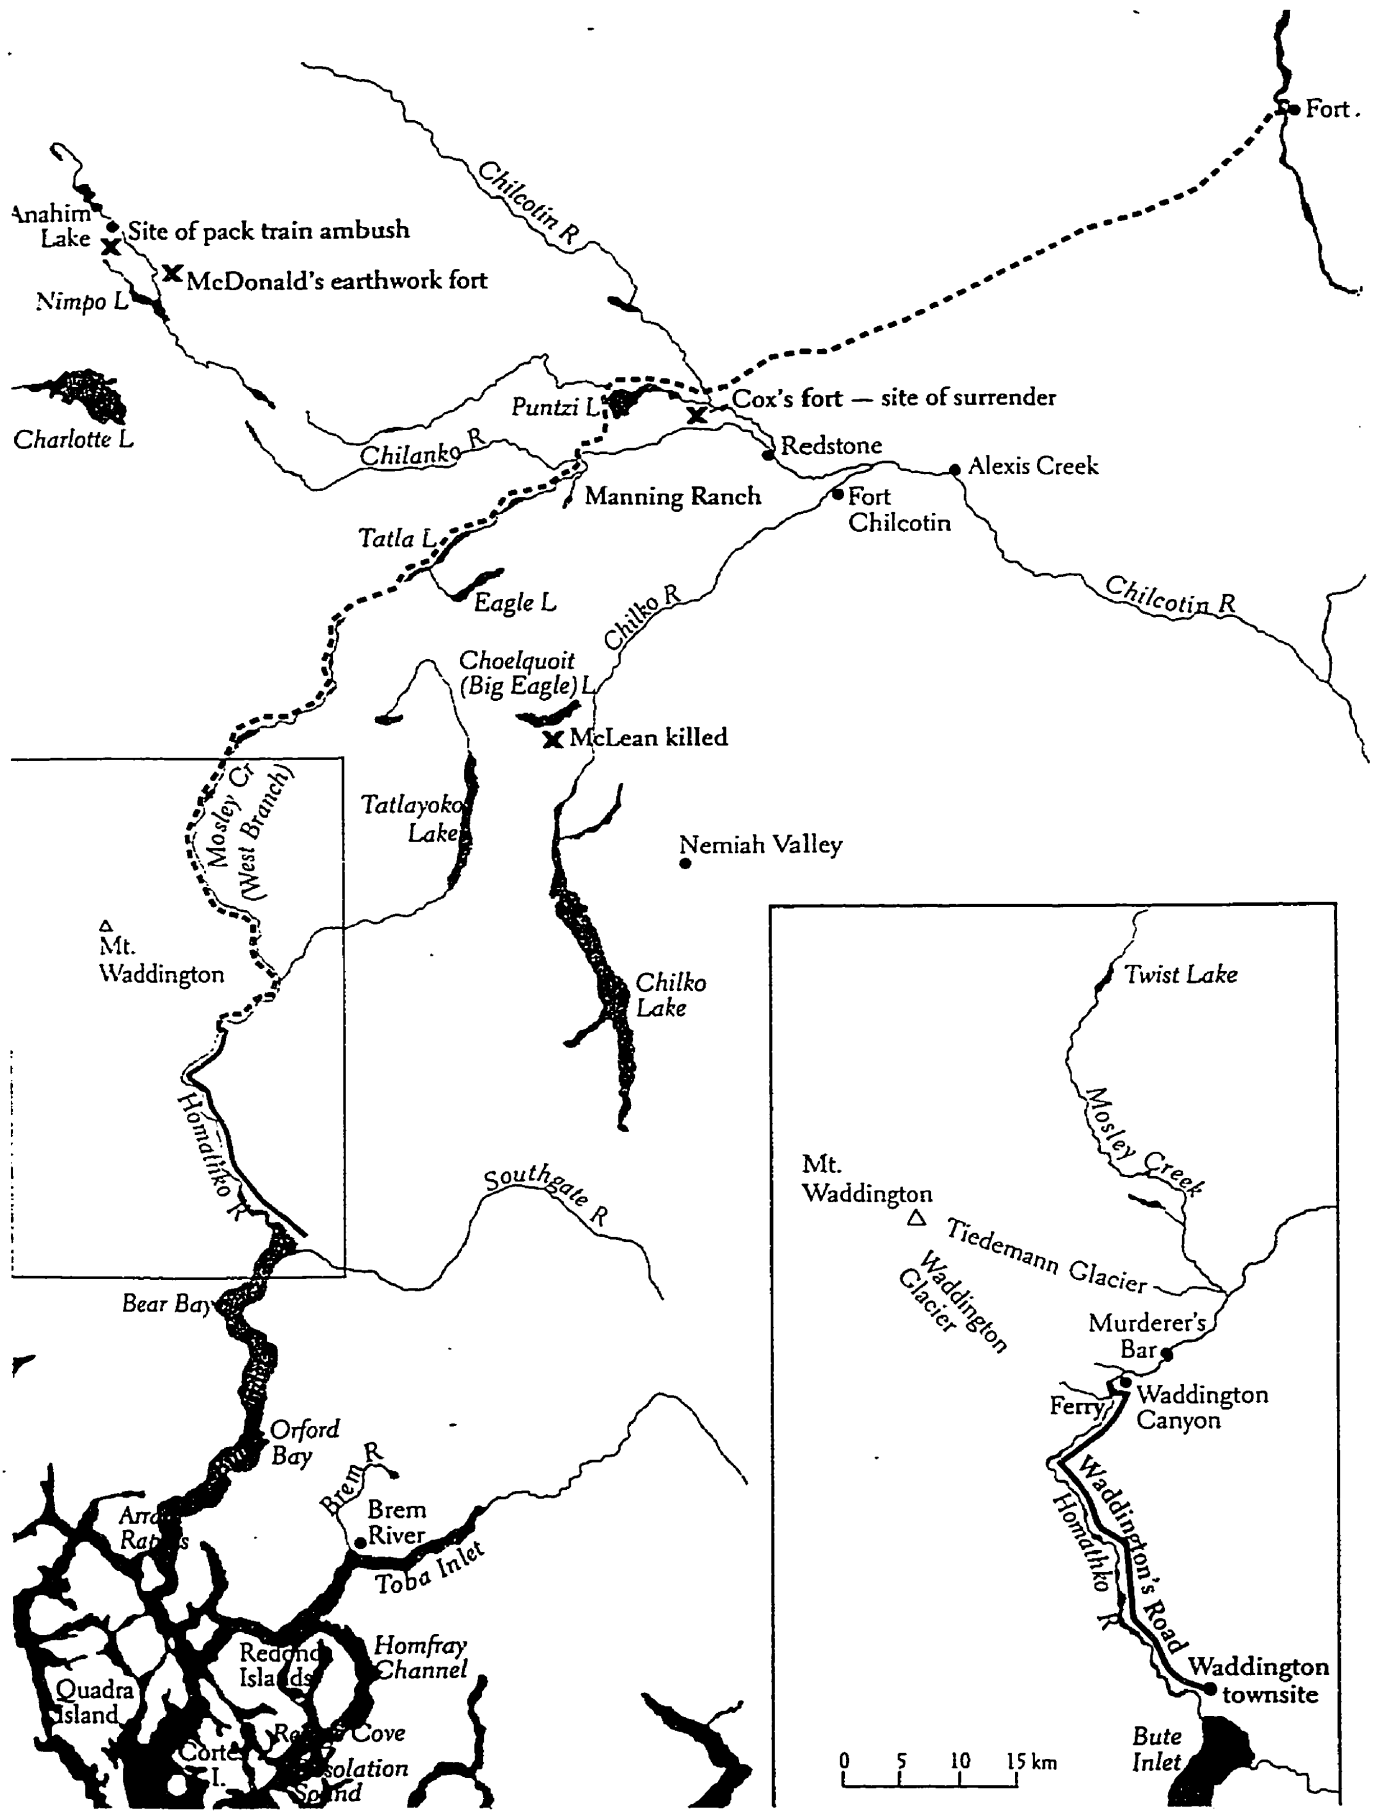 Fort
Chilcotin R
Anahim
Lake
Site of pack train ambush
McDonald's earthwork fort
Nimpo L
Charlotte L
Puntzi L
Cox's fort — site of surrender
Chilanko R
Redstone
Alexis Creek
Manning Ranch
Fort
Chilcotin
Tatla L
Eagle L
Chilko R
Chilcotin R
Choelquoit
(Big Eagle) L
McLean killed
Mosley Cr
(West Branch)
Tatlayoko
Lake
Nemiah Valley
Mt.
Waddington
Chilko
Lake
Homathko R
Southgate R
Bear Bay
Orford
Bay
Brem R
Brem
River
Toba Inlet
Homfray
Channel
Islands
Quadra
Island
Cove
I.
Twist Lake
Mosley Creek
Mt.
Waddington
Tiedemann Glacier
Waddington
Glacier
Murderer's
Bar
Ferry
Waddington
Canyon
Waddington's Road
Homathko R
Waddington
townsite
Bute
Inlet
0 5 10 15 km